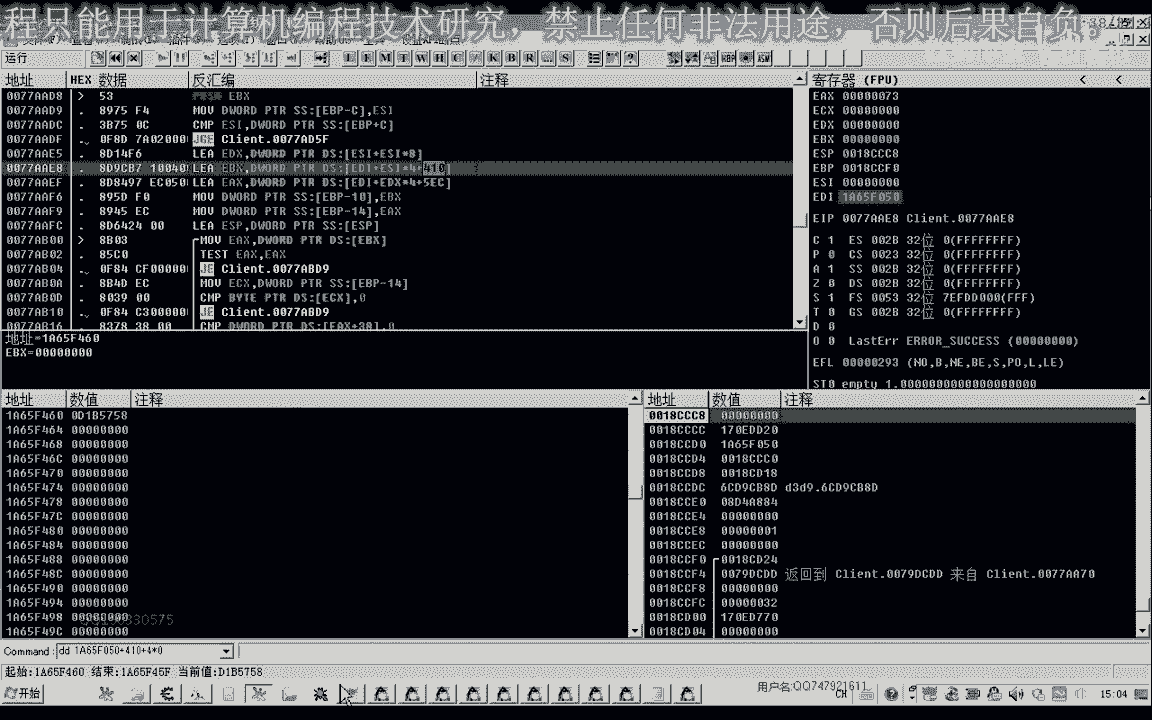 程只能用于计算机编程技术研究，禁止任何非法用途，否则后果自负。
运行
L E M T W H C / K B R ... S
地址 HEX 数据 反汇编 注释
0077AAD8 > 53 EBX
0077AAD9 . 8975 F4 MOV DWORD PTR SS:[EBP-C],ESI
0077AADC . 3B75 0C CMP ESI,DWORD PTR SS:[EBP+C]
0077AADF . 0F8D 7A02000 JGE Client.0077AD5F
0077AAE5 . 8D14F6 LEA EDX,DWORD PTR DS:[ESI+ESI*8]
0077AAE8 . 8D9CB7 10040 LEA EBX,DWORD PTR DS:[EDI+ESI*4+410]
0077AAEF . 8D8497 EC050 LEA EAX,DWORD PTR DS:[EDI+EDX*4+5EC]
0077AAF6 . 895D F0 MOV DWORD PTR SS:[EBP-10],EBX
0077AAF9 . 8945 EC MOV DWORD PTR SS:[EBP-14],EAX
0077AAFC . 8D6424 00 LEA ESP,DWORD PTR SS:[ESP]
0077AB00 > 8B03 MOV EAX,DWORD PTR DS:[EBX]
0077AB02 . 85C0 TEST EAX,EAX
0077AB04 . 0F84 CF00000 JE Client.0077ABD9
0077AB0A . 8B4D EC MOV ECX,DWORD PTR SS:[EBP-14]
0077AB0D . 8039 00 CMP BYTE PTR DS:[ECX],0
0077AB10 . 0F84 C300000 JE Client.0077ABD9
0077AB16 . 8378 38 00 CMP DWORD PTR DS:[EAX+38],0
地址=1A65F460
EBX=00000000
寄存器 (FPU) < <
EAX 00000073
ECX 00000000
EDX 00000000
EBX 00000000
ESP 0018CCC8
EBP 0018CCF0
ESI 00000000
EDI 1A65F050
EIP 0077AAE8 Client.0077AAE8
C 1 ES 002B 32位 0(FFFFFFFF)
P 0 CS 0023 32位 0(FFFFFFFF)
A 1 SS 002B 32位 0(FFFFFFFF)
Z 0 DS 002B 32位 0(FFFFFFFF)
S 1 FS 0053 32位 7EFDD000(FFF)
T 0 GS 002B 32位 0(FFFFFFFF)
D 0
O 0 LastErr ERROR_SUCCESS (00000000)
EFL 00000293 (NO,B,NE,BE,S,PO,L,LE)
ST0 empty 1.0000000000000000000
地址 数值 注释
1A65F460 0D1B5758
1A65F464 00000000
1A65F468 00000000
1A65F46C 00000000
1A65F470 00000000
1A65F474 00000000
1A65F478 00000000
1A65F47C 00000000
1A65F480 00000000
1A65F484 00000000
1A65F488 00000000
1A65F48C 00000000
1A65F490 00000000
1A65F494 00000000
1A65F498 00000000
1A65F49C 00000000
地址 数值 注释
0018CCC8 00000000
0018CCCC 170EDD20
0018CCD0 1A65F050
0018CCD4 0018CCC0
0018CCD8 0018CD18
0018CCDC 6CD9CB8D d3d9.6CD9CB8D
0018CCE0 08D4A884
0018CCE4 00000000
0018CCE8 00000001
0018CCEC 00000000
0018CCF0 0018CD24
0018CCF4 0079DCDD 返回到 Client.0079DCDD 来自 Client.0077AA70
0018CCF8 00000000
0018CCFC 00000032
0018CD00 170ED770
0018CD04 00000000
Command: dd 1A65F050+410+4*0
起始:1A65F460 结束:1A65F45F 当前值:D1B5758
开始
用户名:QQ747921611
CH
15:04